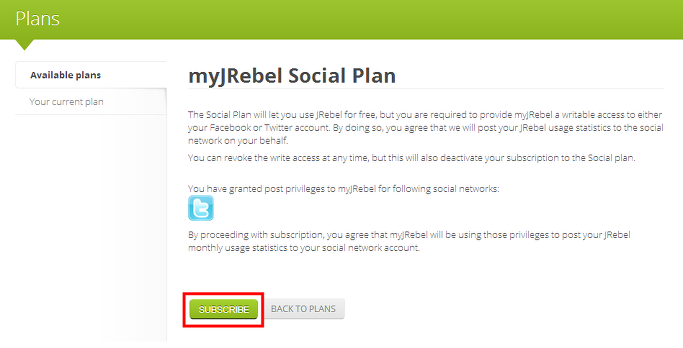 Plans
Available plans
Your current plan
myJRebel Social Plan
The Social Plan will let you use JRebel for free, but you are required to provide myJRebel a writable access to either
your Facebook or Twitter account. By doing so, you agree that we will post your JRebel usage statistics to the social
network on your behalf.
You can revoke the write access at any time, but this will also deactivate your subscription to the Social plan.
You have granted post privileges to myJRebel for following social networks:
By proceeding with subscription, you agree that myJRebel will be using those privileges to post your JRebel
monthly usage statistics to your social network account.
SUBSCRIBE
BACK TO PLANS